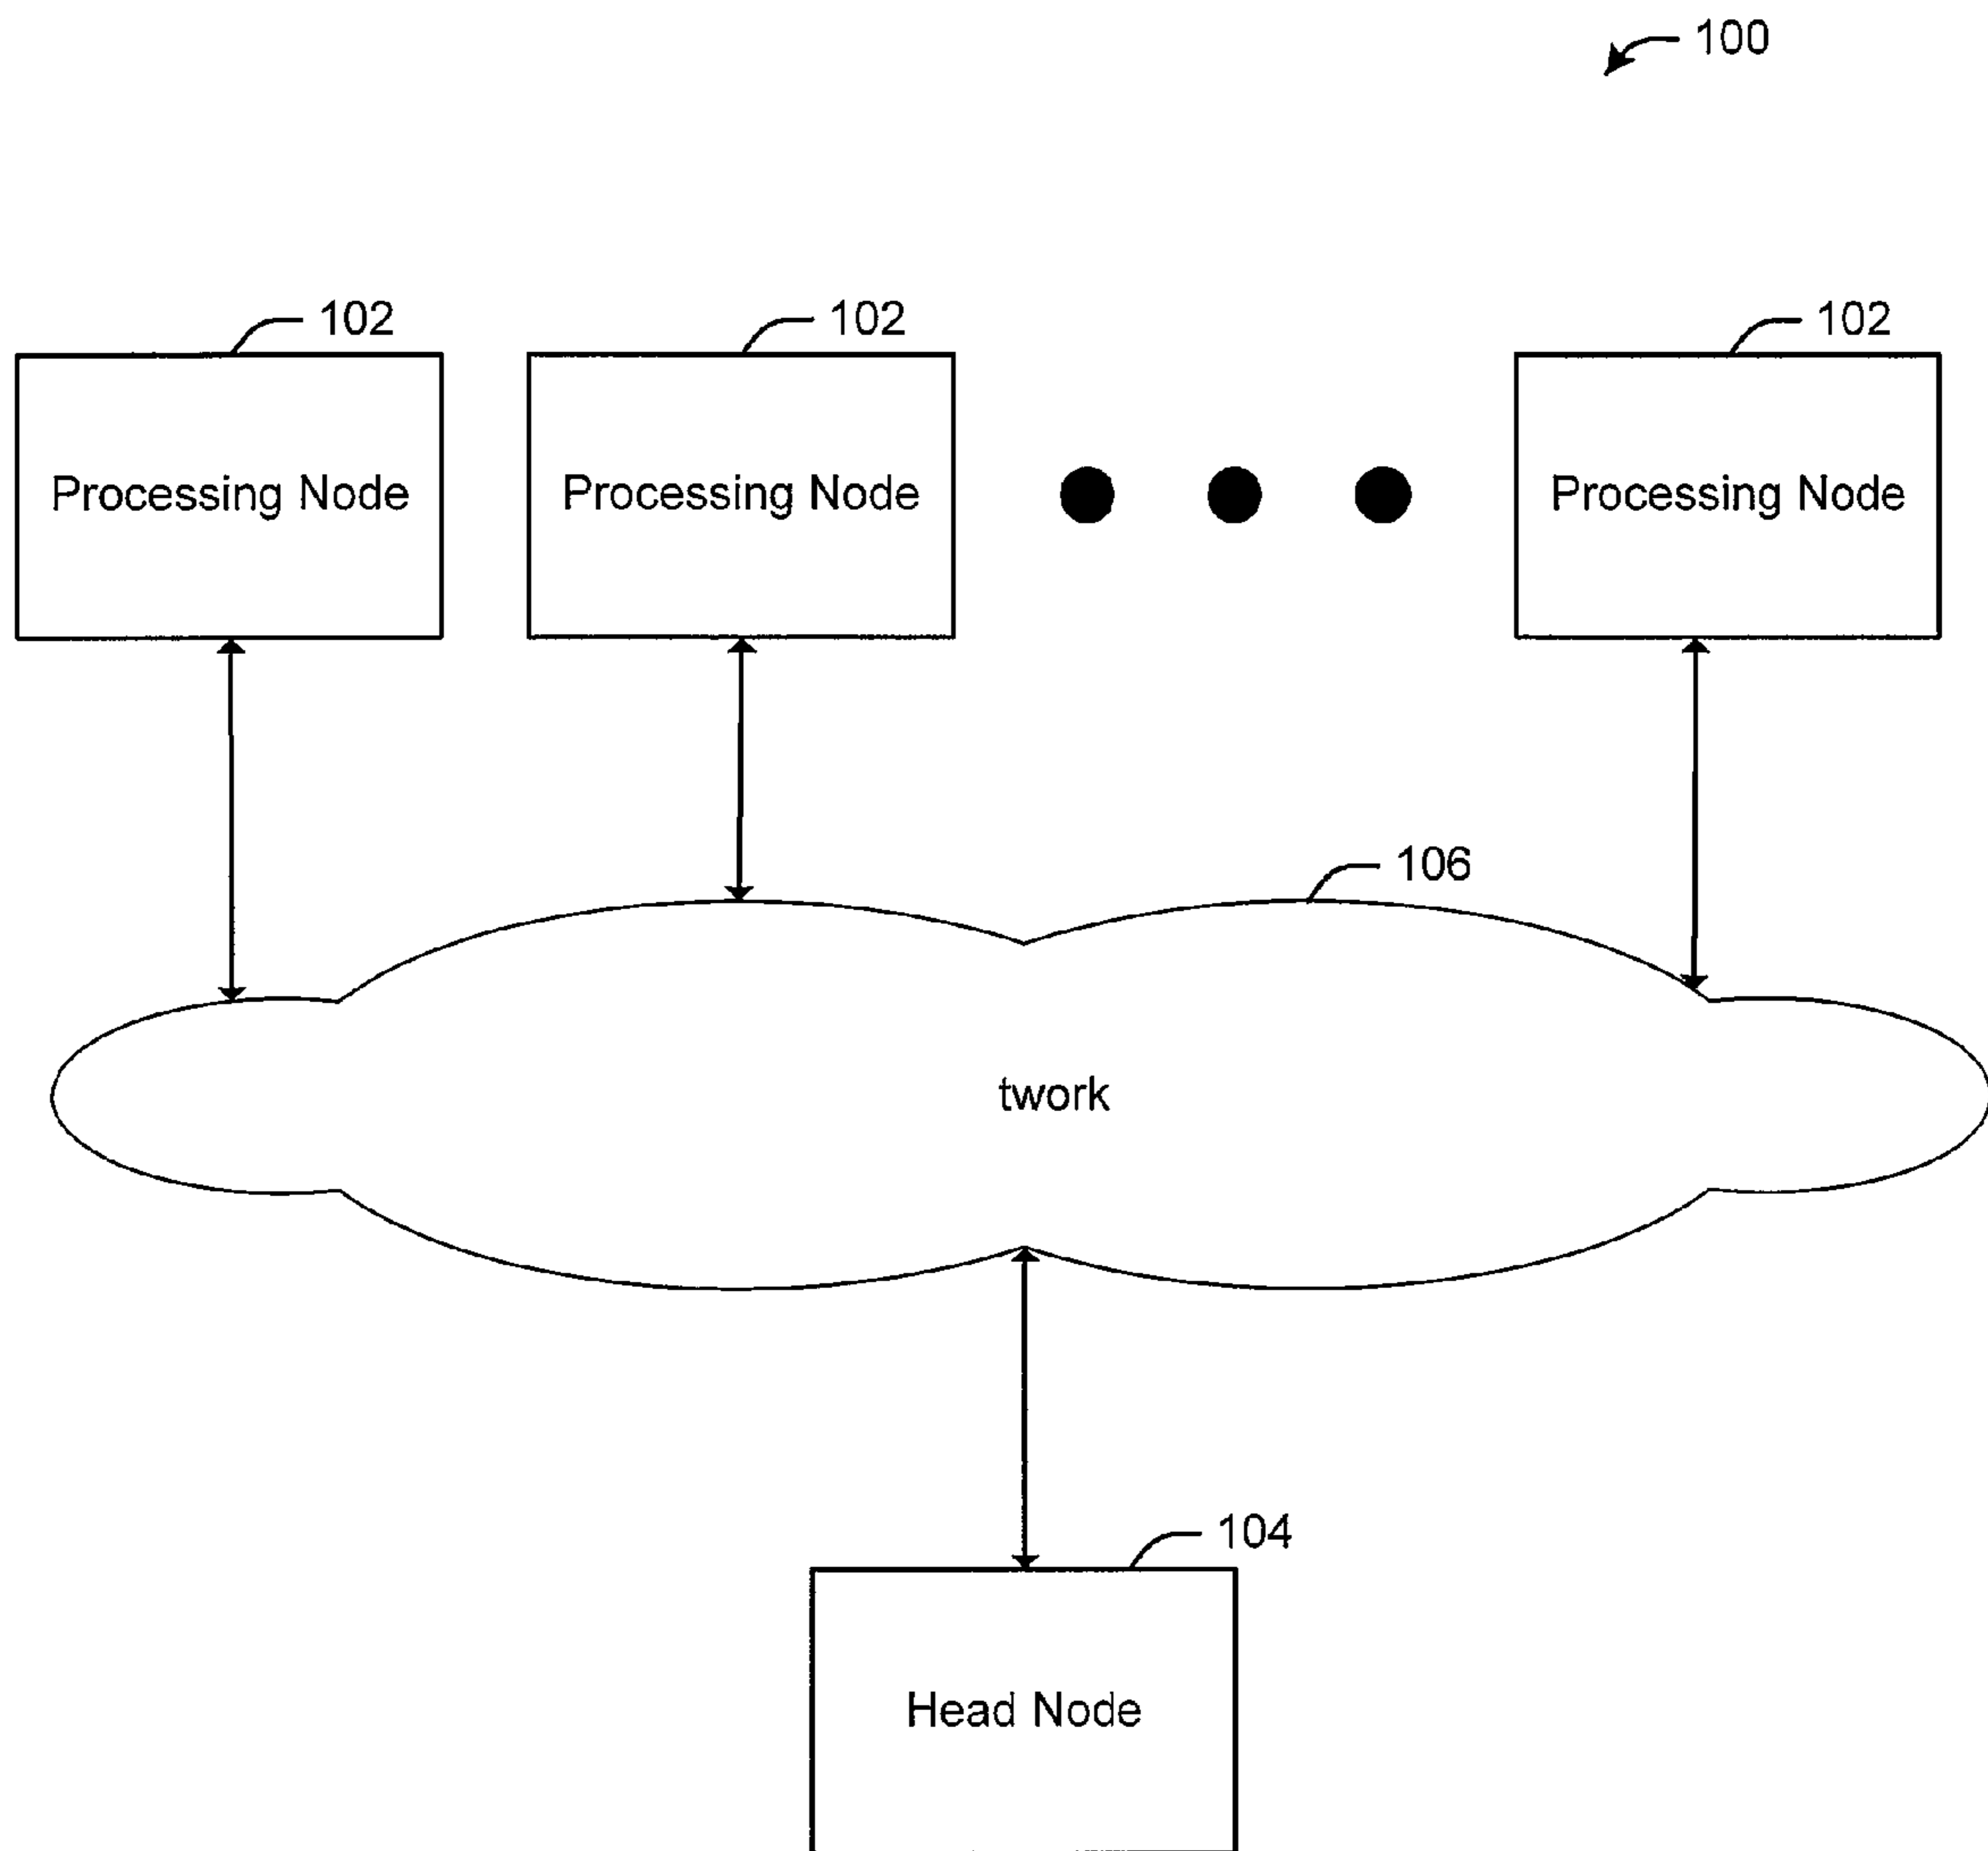 100
102 102 102
Processing Node Processing Node Processing Node
106
twork
104
Head Node